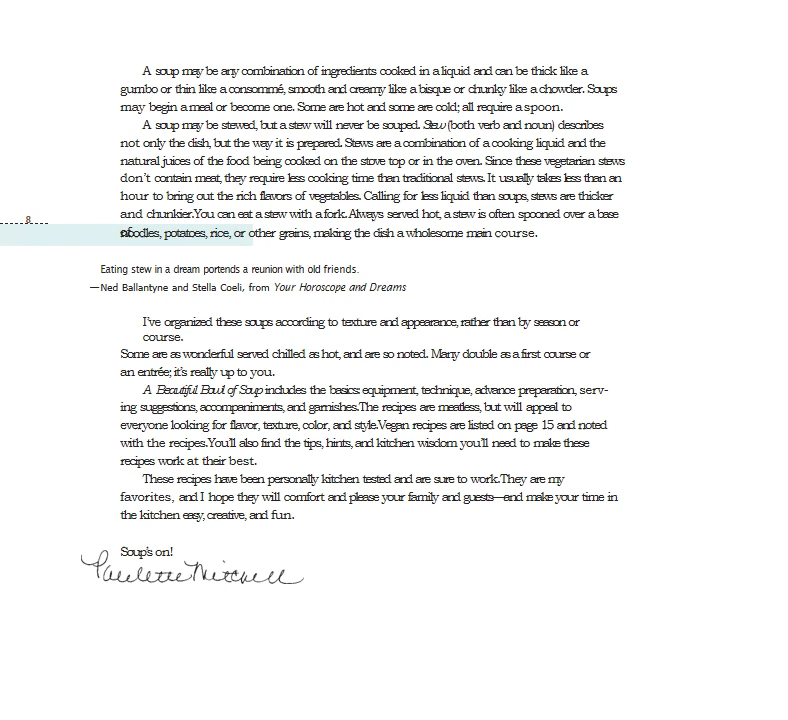 A soup may be any combination of ingredients cooked in a liquid and can be thick like a
gumbo or thin like a consommé, smooth and creamy like a bisque or chunky like a chowder. Soups
may begin a meal or become one. Some are hot and some are cold; all require a spoon.
A soup may be stewed, but a stew will never be souped. Stew (both verb and noun) describes
not only the dish, but the way it is prepared. Stews are a combination of a cooking liquid and the
natural juices of the food being cooked on the stove top or in the oven. Since these vegetarian stews
don't contain meat, they require less cooking time than traditional stews. It usually takes less than an
hour to bring out the rich flavors of vegetables. Calling for less liquid than soups, stews are thicker
and chunkier.You can eat a stew with a fork. Always served hot, a stew is often spooned over a base
8
of noodles, potatoes, rice, or other grains, making the dish a wholesome main course.
Eating stew in a dream portends a reunion with old friends.
—Ned Ballantyne and Stella Coeli, from Your Horoscope and Dreams
I've organized these soups according to texture and appearance, rather than by season or
course.
Some are as wonderful served chilled as hot, and are so noted. Many double as a first course or
an entrée; it's really up to you.
A Beautiful Bowl of Soup includes the basics: equipment, technique, advance preparation, serv-
ing suggestions, accompaniments, and garnishes.The recipes are meatless, but will appeal to
everyone looking for flavor, texture, color, and style.Vegan recipes are listed on page 15 and noted
with the recipes.You'll also find the tips, hints, and kitchen wisdom you'll need to make these
recipes work at their best.
These recipes have been personally kitchen tested and are sure to work.They are my
favorites, and I hope they will comfort and please your family and guests—and make your time in
the kitchen easy, creative, and fun.
Soup's on!
Paulette Mitchell